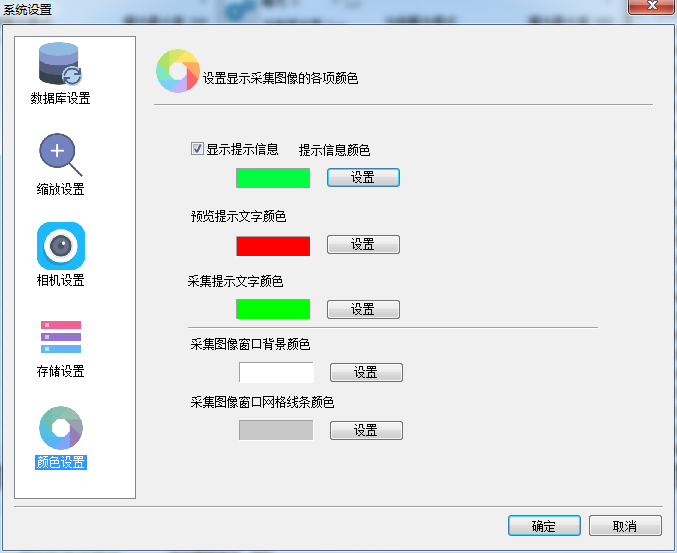 系统设置
数据库设置
缩放设置
相机设置
存储设置
颜色设置
设置显示采集图像的各项颜色
显示提示信息 提示信息颜色
设置
预览提示文字颜色
设置
采集提示文字颜色
设置
采集图像窗口背景颜色
设置
采集图像窗口网格线条颜色
设置
确定 取消